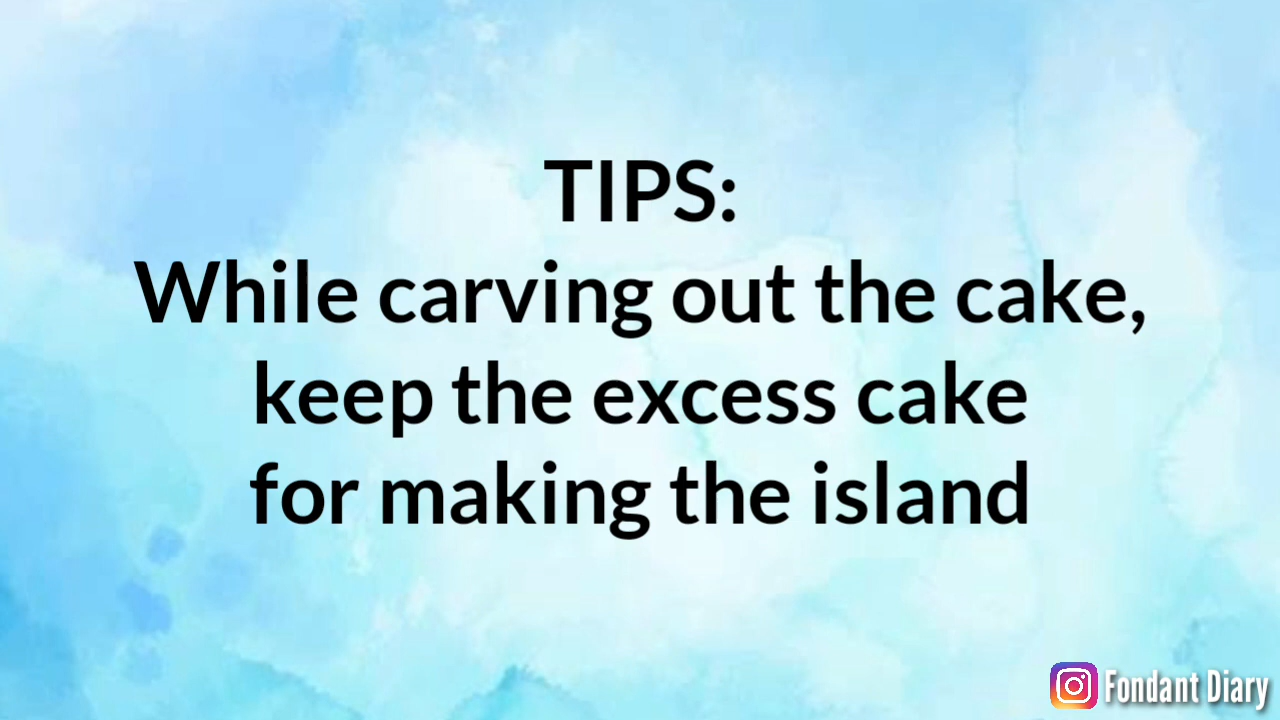 TIPS:
While carving out the cake,
keep the excess cake
for making the island
Fondant Diary